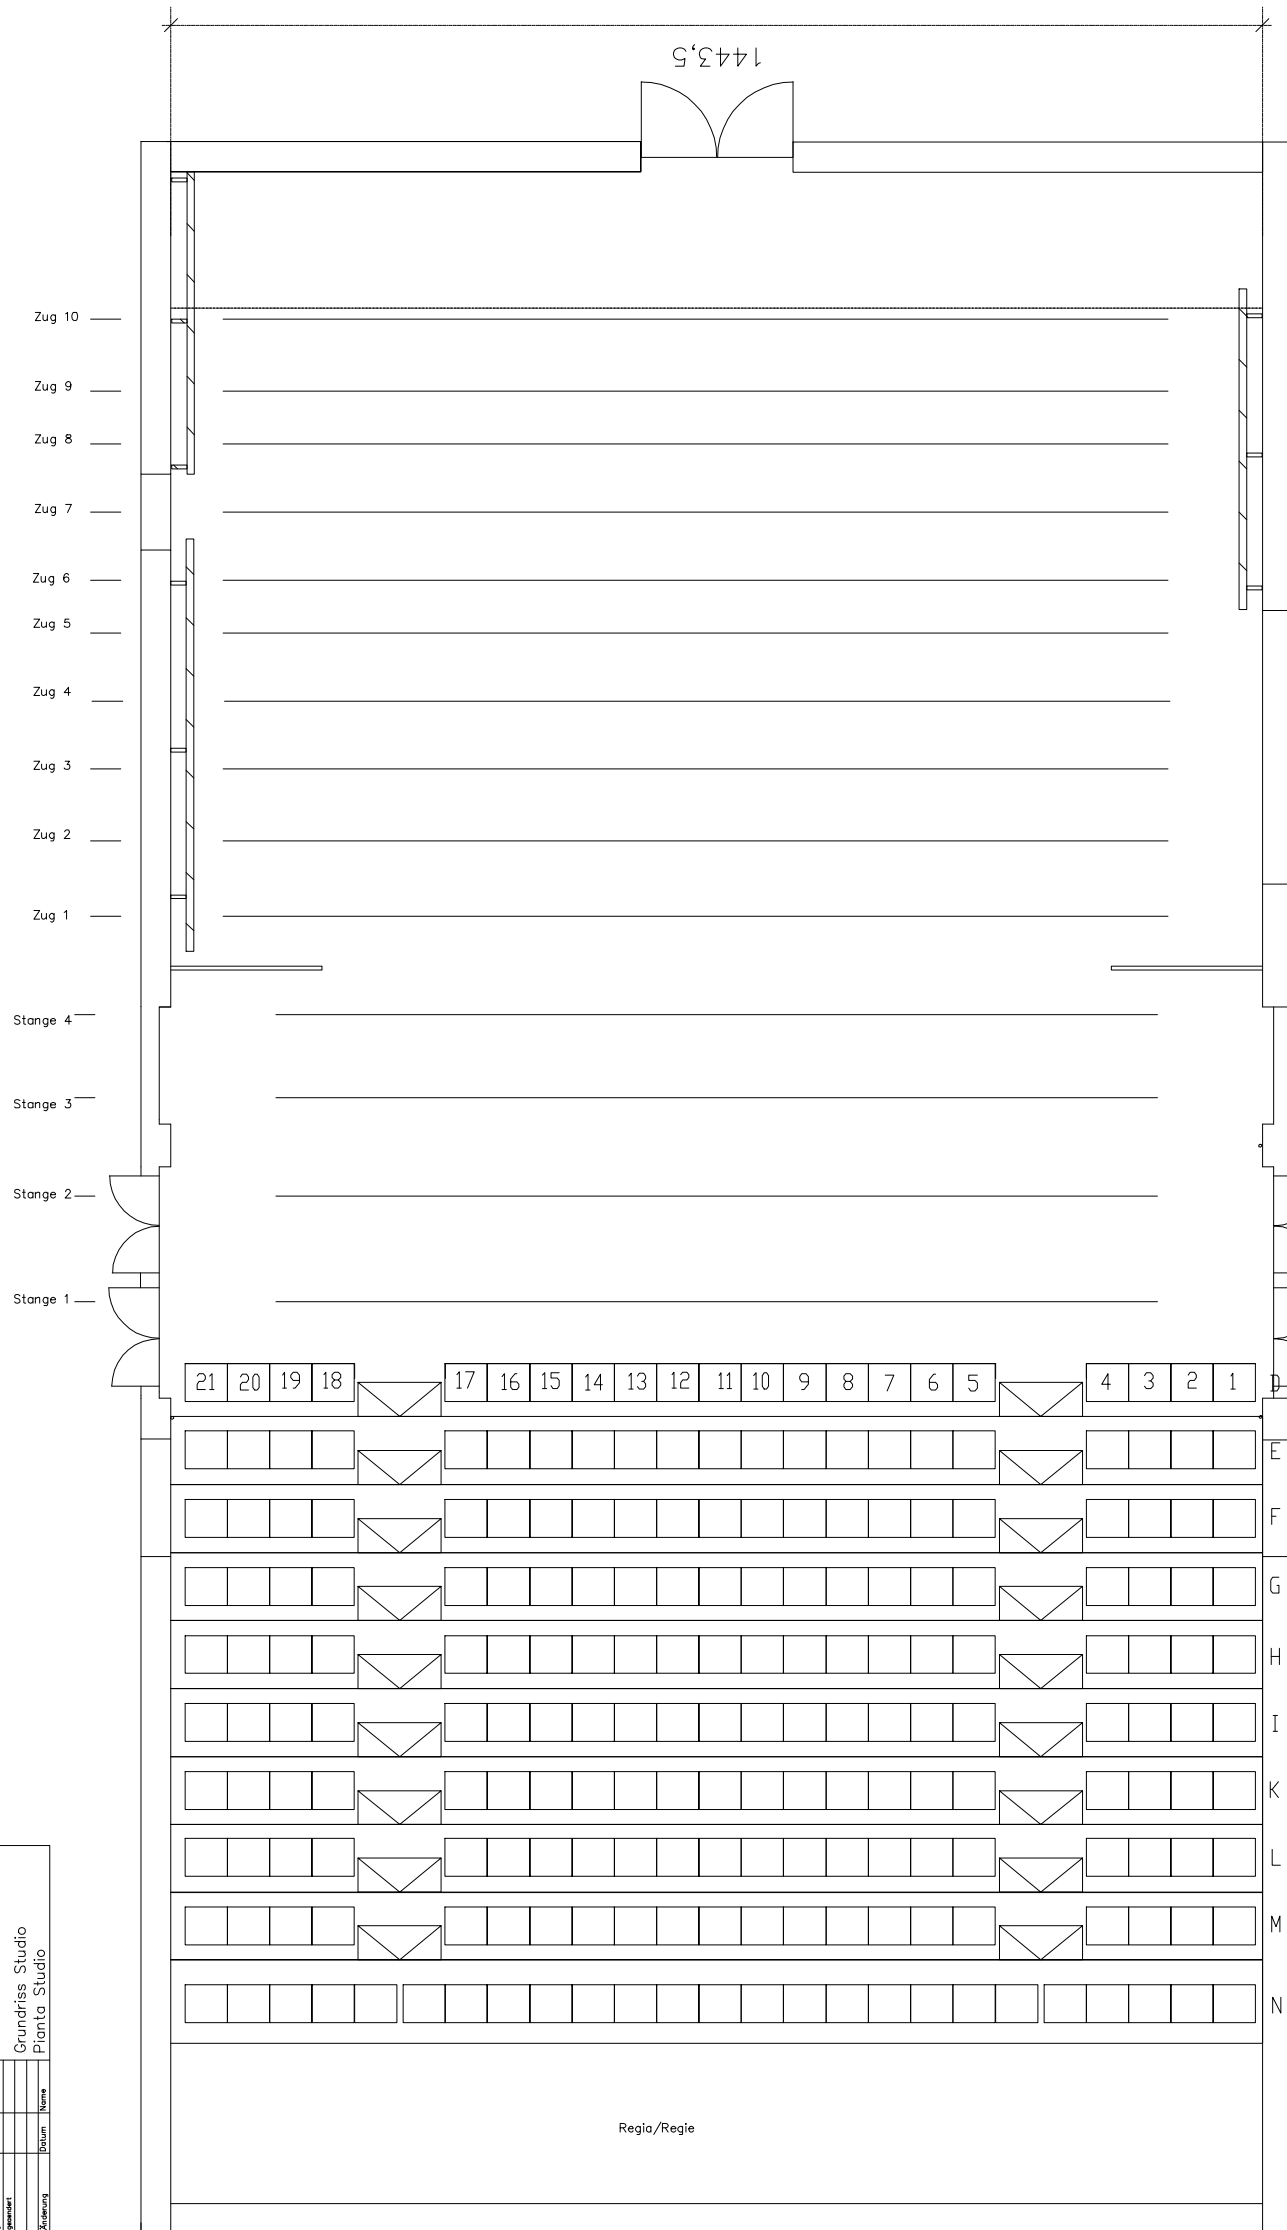 1443,5
Zug 10
Zug 9
Zug 8
Zug 7
Zug 6
Zug 5
Zug 4
Zug 3
Zug 2
Zug 1
Stange 4
Stange 3
Stange 2
Stange 1
21 20 19 18 17 16 15 14 13 12 11 10 9 8 7 6 5 4 3 2 1 D
E
F
G
H
I
K
L
M
N
Regia/Regie
Grundriss Studio
Pianta Studio
Änderung Datum Name